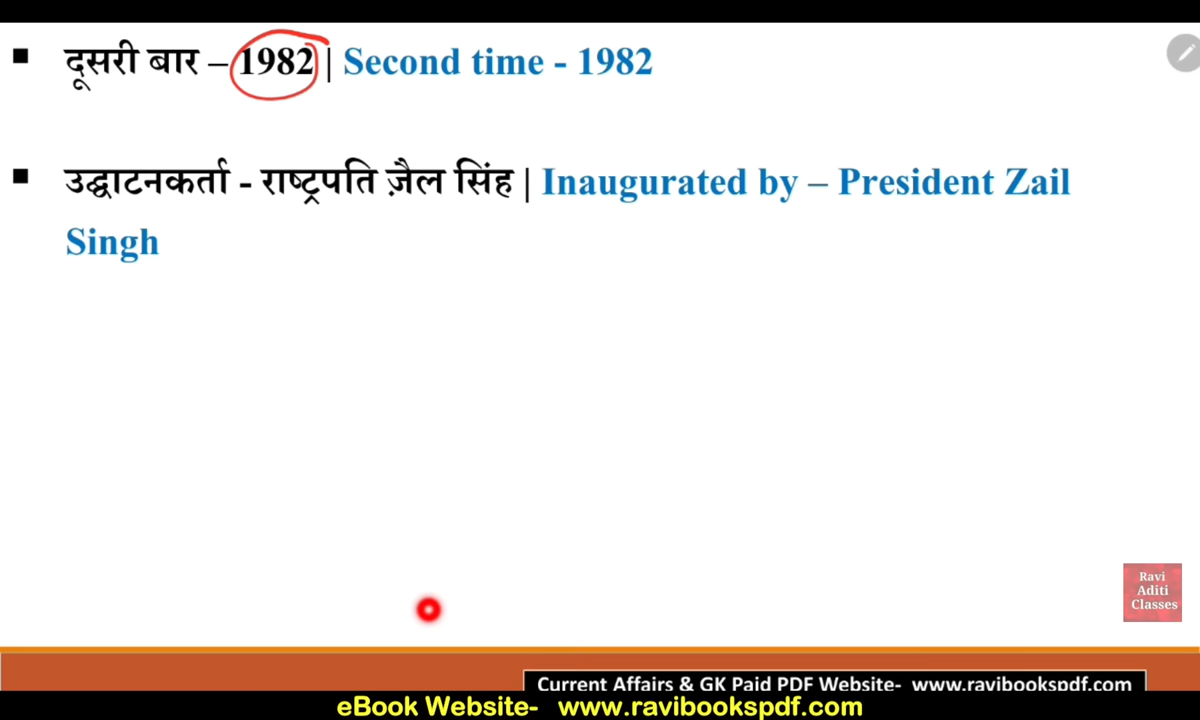 ▪ दूसरी बार – 1982 | Second time - 1982
▪ उद्घाटनकर्ता - राष्ट्रपति ज़ैल सिंह | Inaugurated by – President Zail
Singh
Ravi
Aditi
Classes
Current Affairs & GK Paid PDF Website- www.ravibookspdf.com
eBook Website- www.ravibookspdf.com